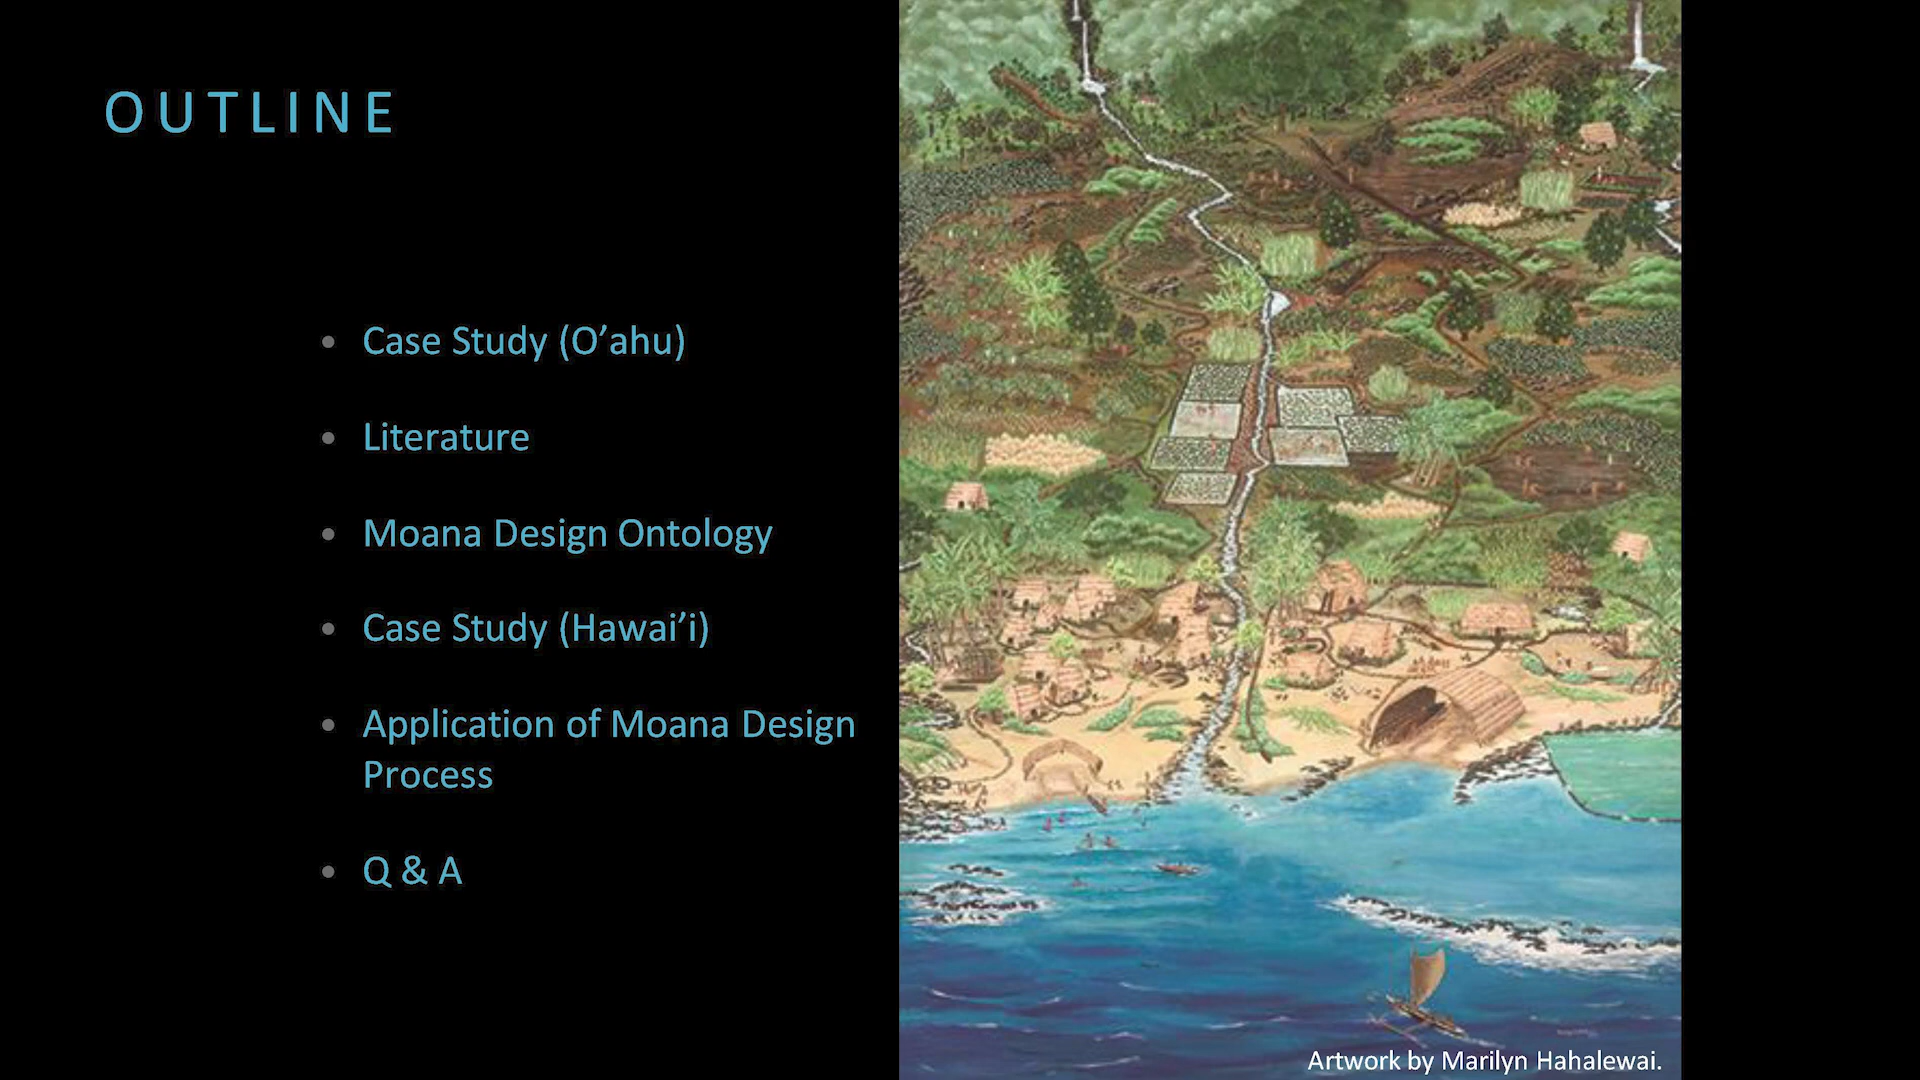 OUTLINE
• Case Study (O’ahu)
• Literature
• Moana Design Ontology
• Case Study (Hawai’i)
• Application of Moana Design
Process
• Q & A
Artwork by Marilyn Hahalewai.